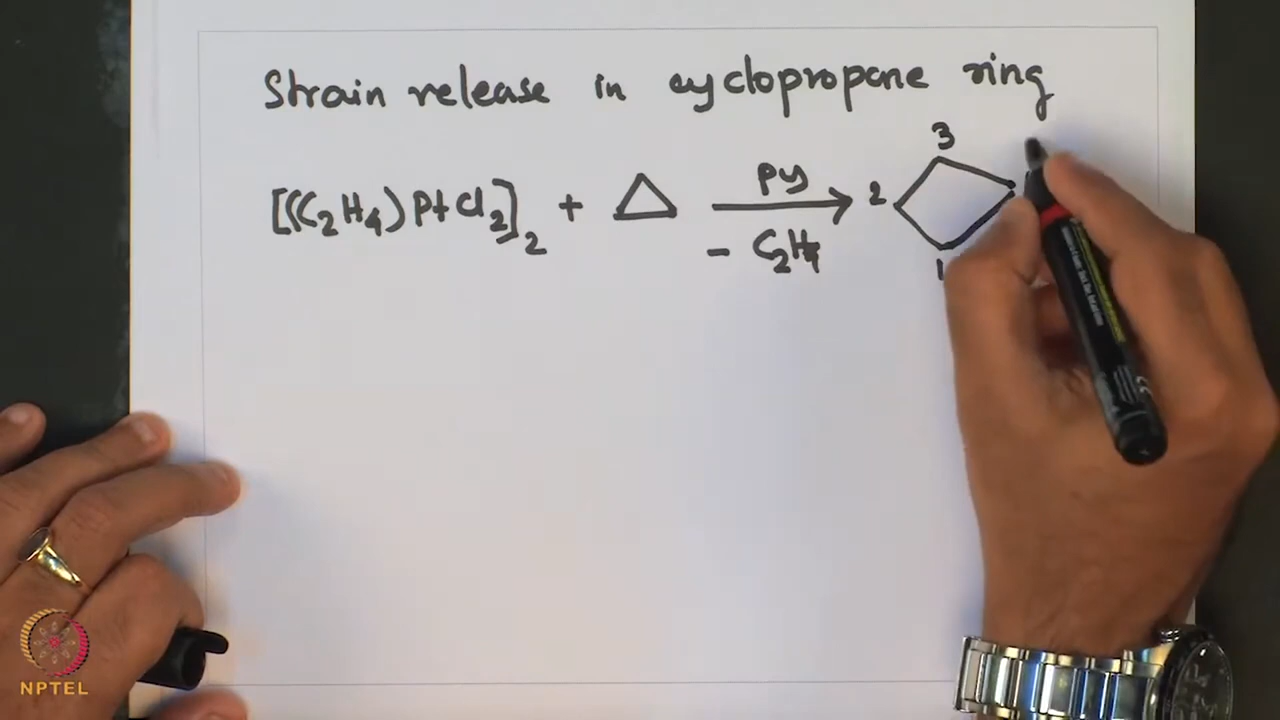 Strain release in cyclopropane ring
3
[(C₂H₄)PtCl₂]₂ + △ py 2
- C₂H₄
1
NPTEL